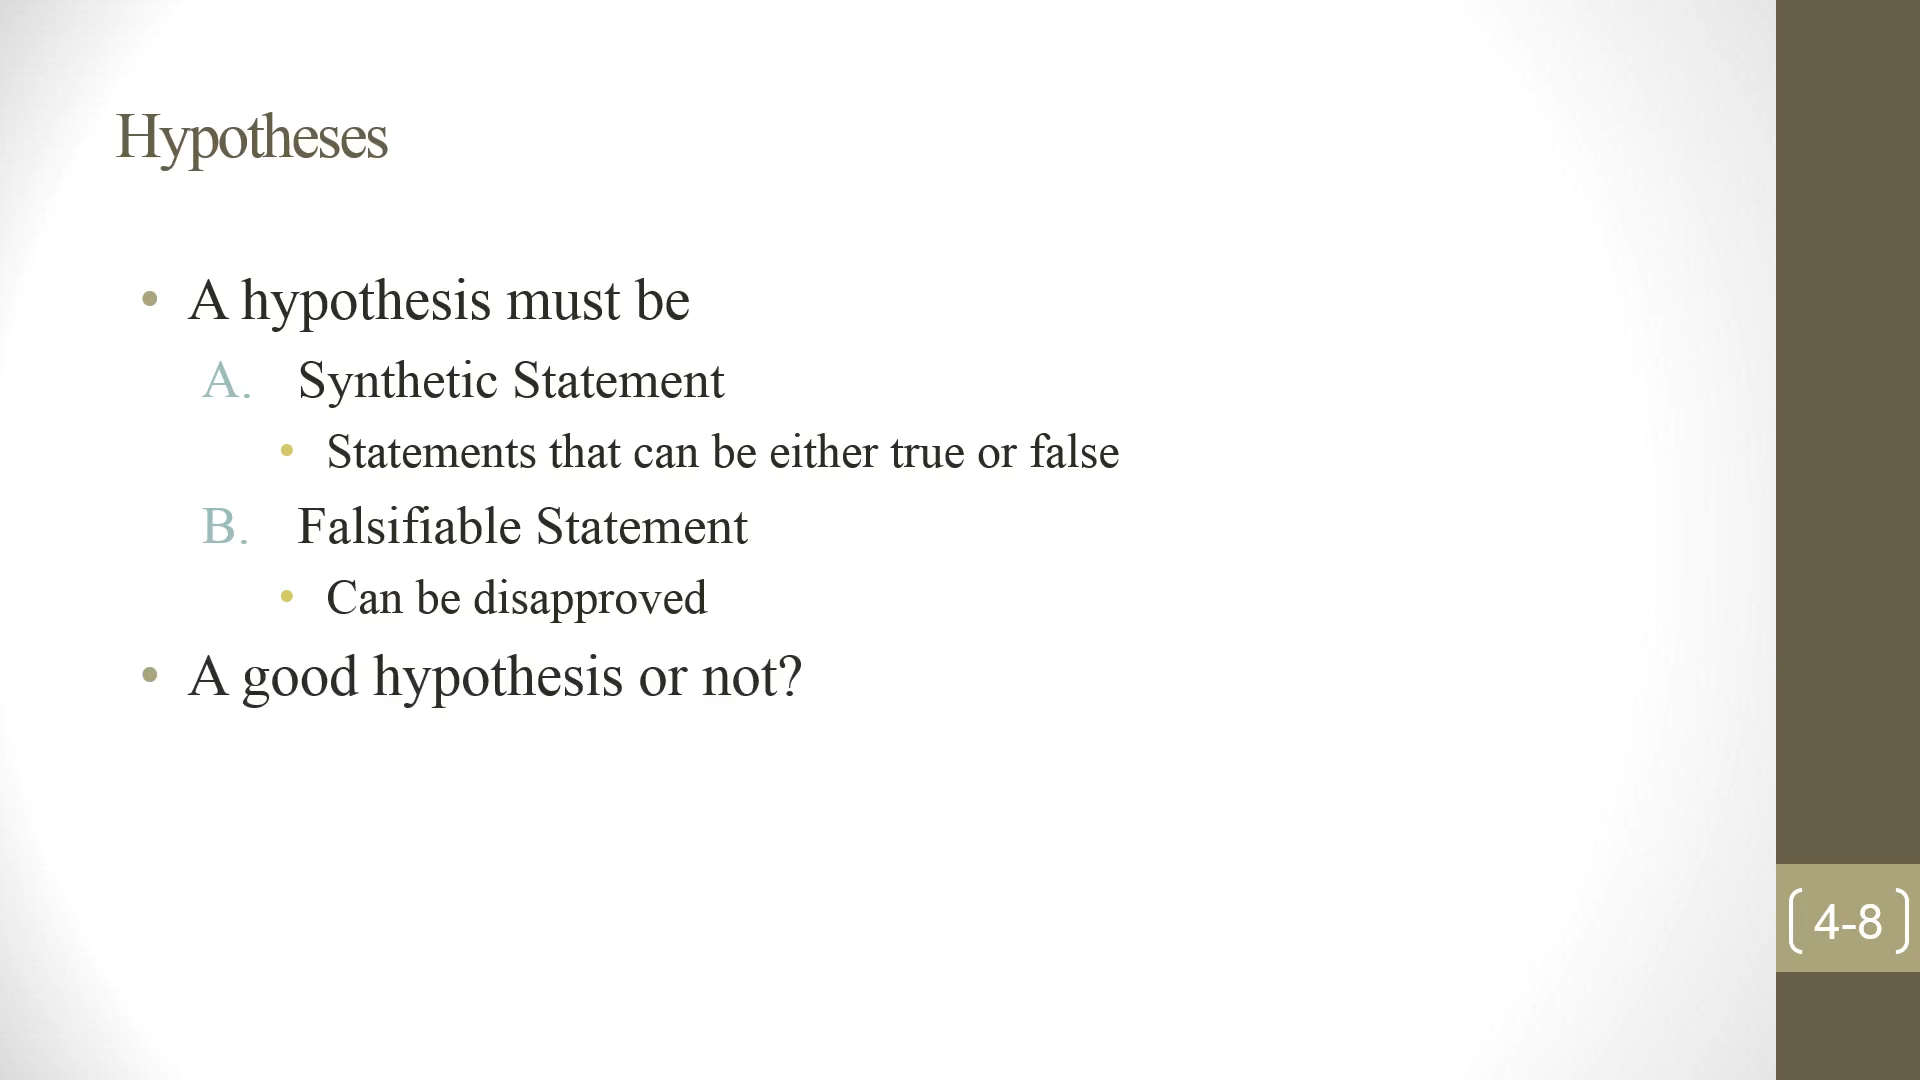 Hypotheses
• A hypothesis must be
A. Synthetic Statement
• Statements that can be either true or false
B. Falsifiable Statement
• Can be disapproved
• A good hypothesis or not?
4-8